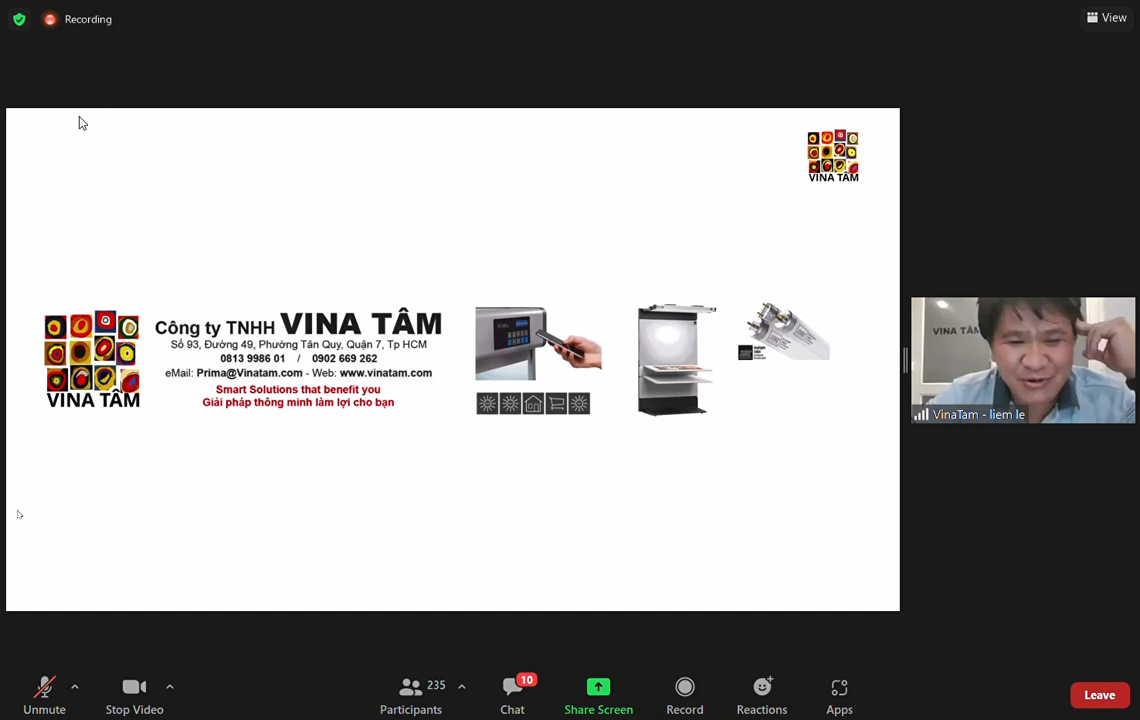 Recording
View
VINA TÂM
Công ty TNHH VINA TÂM
Số 93, Đường 49, Phường Tân Quy, Quận 7, Tp HCM
0813 9986 01 / 0902 669 262
eMail: Prima@Vinatam.com - Web: www.vinatam.com
Smart Solutions that benefit you
Giải pháp thông minh làm lợi cho bạn
VINA TÂM
VINA TÂM
VinaTam - liem le
235
10
Unmute
Stop Video
Participants
Chat
Share Screen
Record
Reactions
Apps
Leave